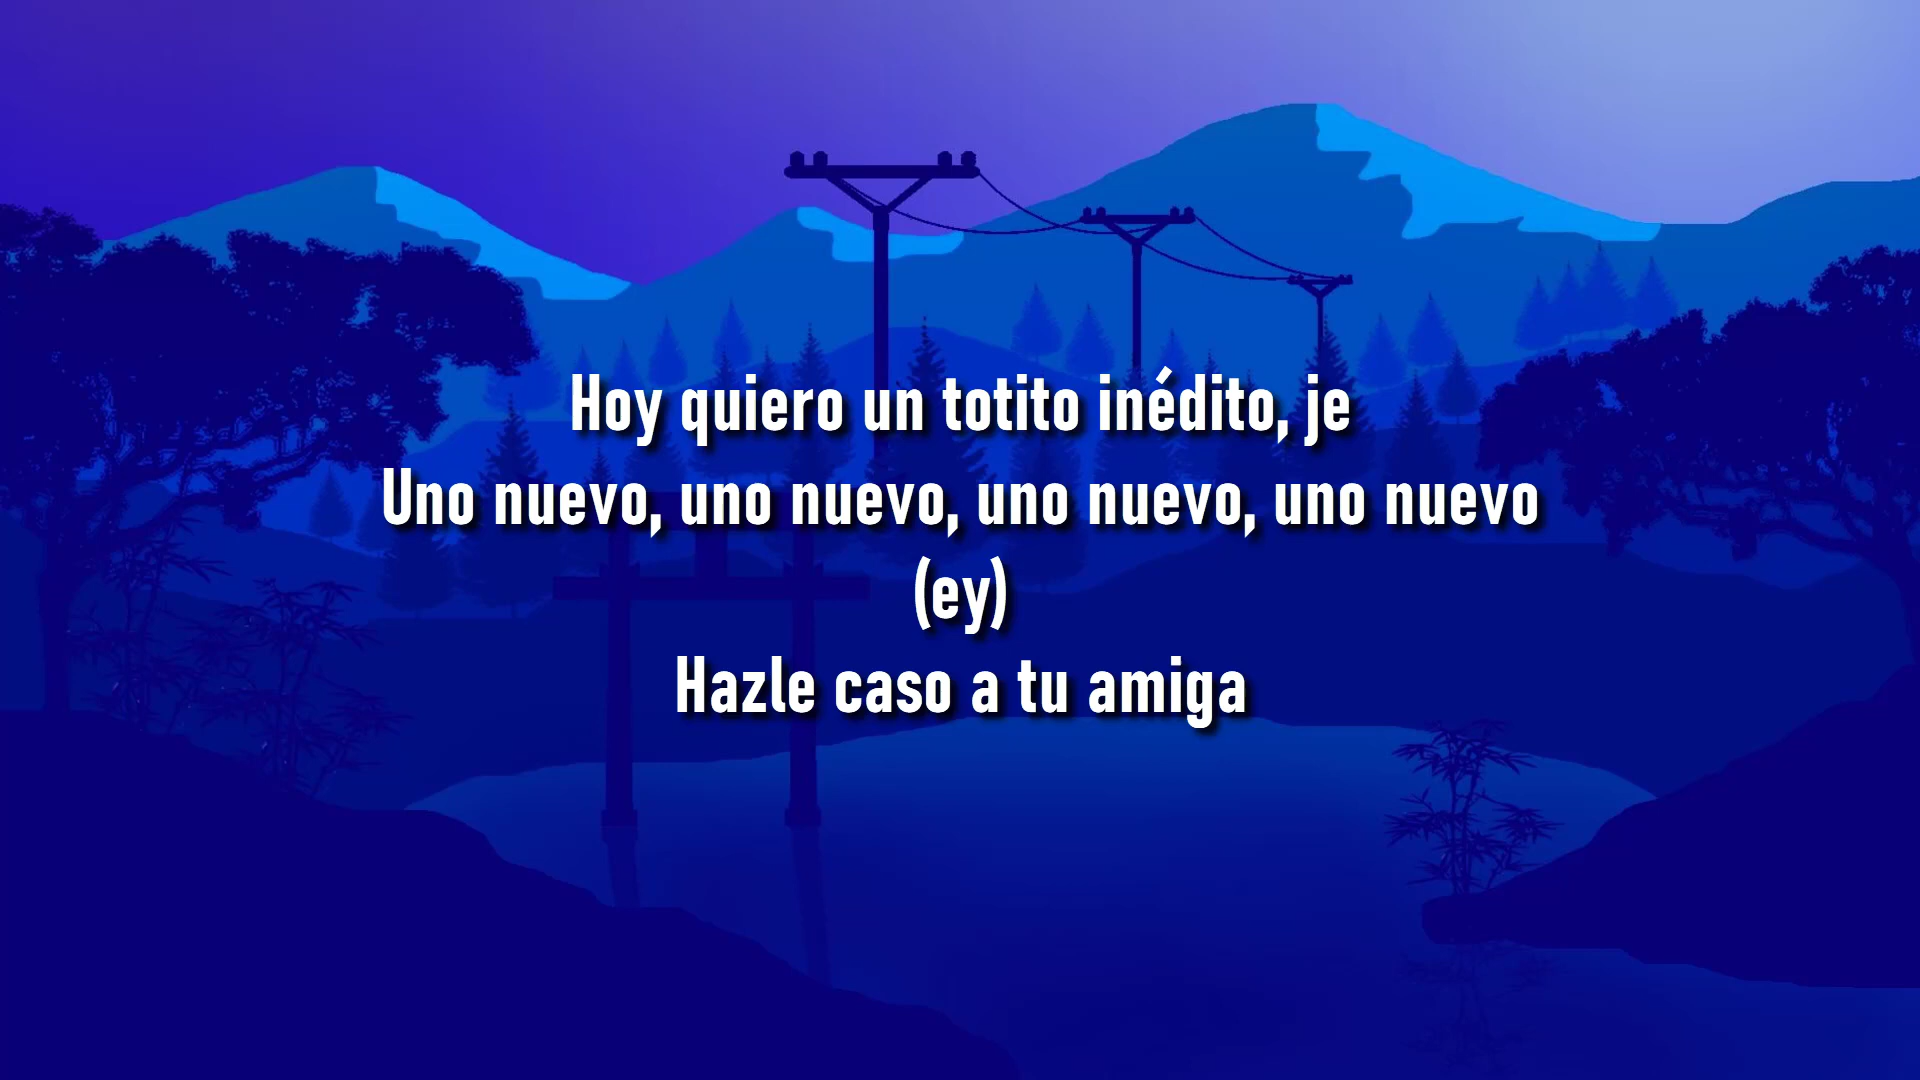 Hoy quiero un totito inédito, je
Uno nuevo, uno nuevo, uno nuevo, uno nuevo
(ey)
Hazle caso a tu amiga